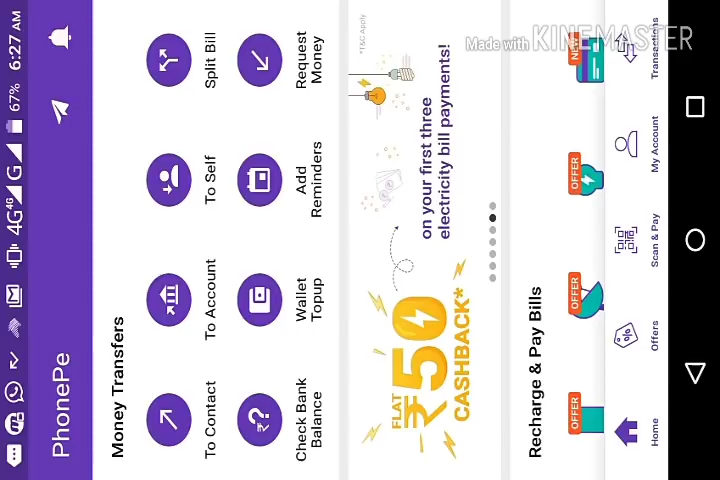 4G 4G G 67% 6:27 AM
PhonePe
Money Transfers
To Contact
To Account
To Self
Split Bill
Check Bank
Balance
Wallet
Topup
Add
Reminders
Request
Money
FLAT
₹50
CASHBACK*
on your first three
electricity bill payments!
*T&C Apply
Recharge & Pay Bills
OFFER
OFFER
OFFER
NEW
Home
Offers
Scan & Pay
My Account
Transactions
Made with KINEMASTER